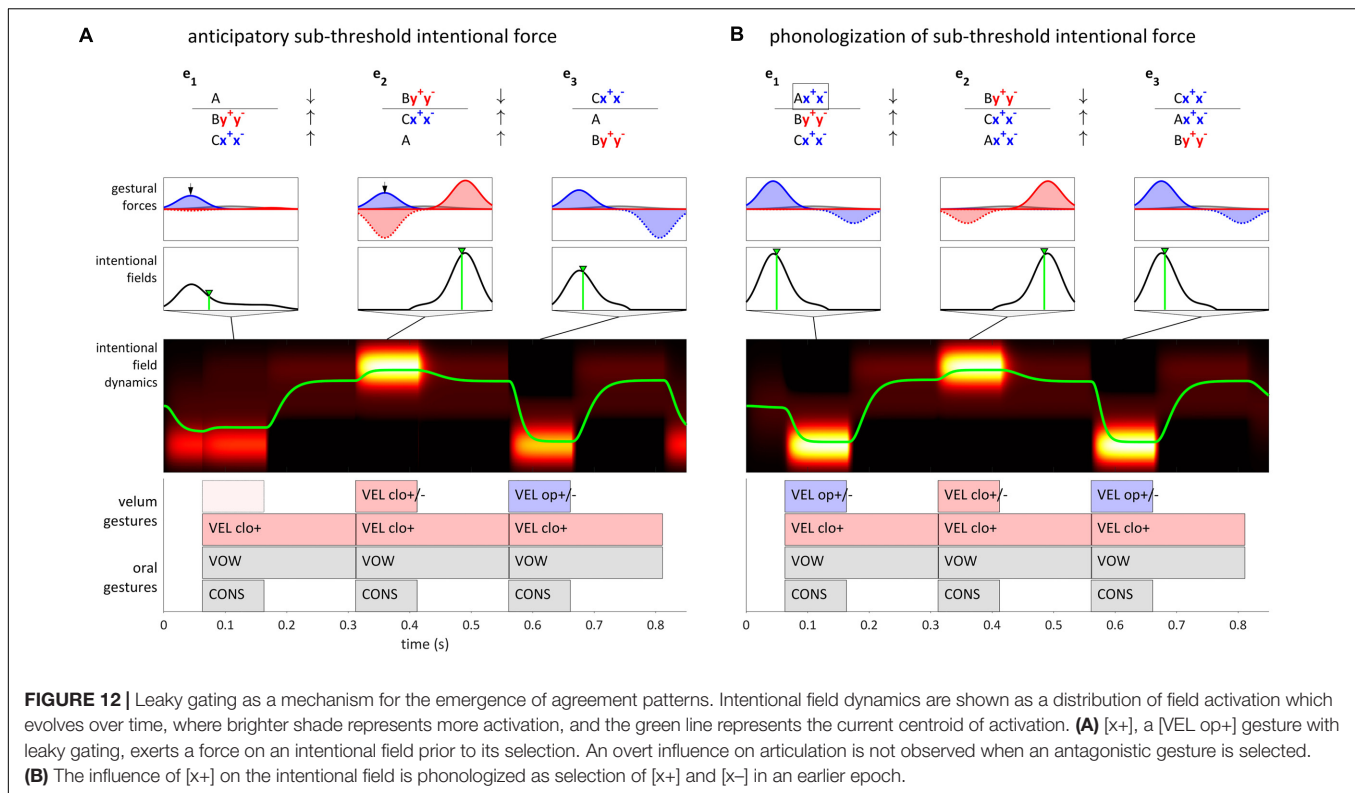 A anticipatory sub-threshold intentional force
e1 e2 e3
A ↓ By+y- ↓ Cx+x-
By+y- ↑ Cx+x- ↑ A
Cx+x- ↑ A ↑ By+y-
gestural forces
intentional fields
intentional field dynamics
velum gestures
VEL clo+/- VEL op+/-
VEL clo+ VEL clo+ VEL clo+
oral gestures
VOW VOW VOW
CONS CONS CONS
0 0.1 0.2 0.3 0.4 0.5 0.6 0.7 0.8
time (s)
B phonologization of sub-threshold intentional force
e1 e2 e3
Ax+x- ↓ By+y- ↓ Cx+x-
By+y- ↑ Cx+x- ↑ Ax+x-
Cx+x- ↑ Ax+x- ↑ By+y-
VEL op+/- VEL clo+/- VEL op+/-
VEL clo+ VEL clo+ VEL clo+
VOW VOW VOW
CONS CONS CONS
0 0.1 0.2 0.3 0.4 0.5 0.6 0.7 0.8
FIGURE 12 | Leaky gating as a mechanism for the emergence of agreement patterns. Intentional field dynamics are shown as a distribution of field activation which
evolves over time, where brighter shade represents more activation, and the green line represents the current centroid of activation. (A) [x+], a [VEL op+] gesture with
leaky gating, exerts a force on an intentional field prior to its selection. An overt influence on articulation is not observed when an antagonistic gesture is selected.
(B) The influence of [x+] on the intentional field is phonologized as selection of [x+] and [x–] in an earlier epoch.